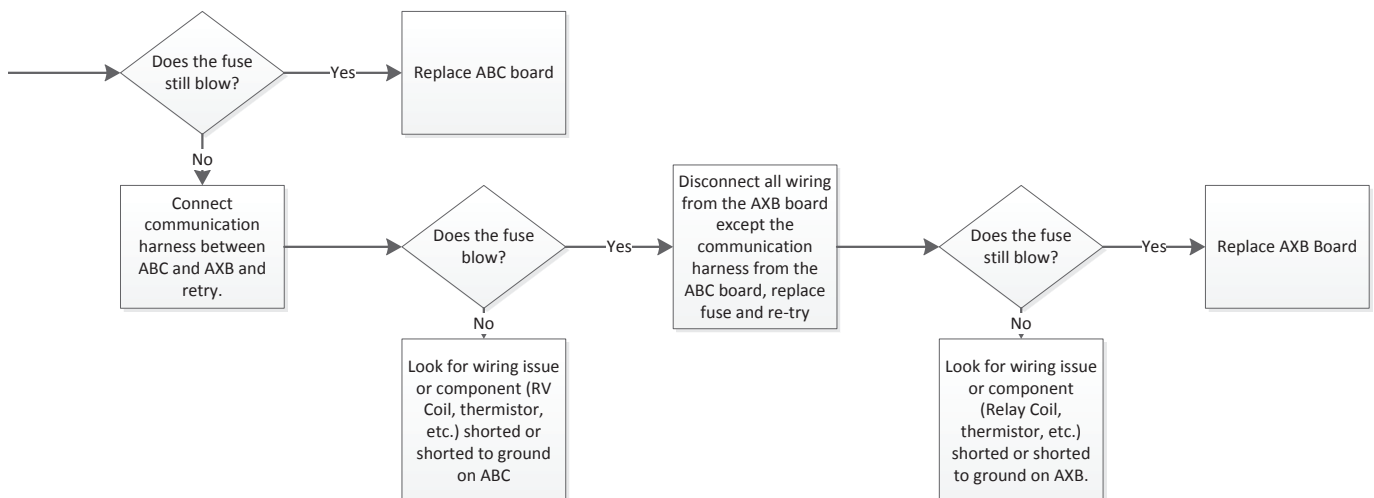 Does the fuse
still blow?
Yes
Replace ABC board
No
Connect
communication
harness between
ABC and AXB and
retry.
Does the fuse
blow?
Yes
Disconnect all wiring
from the AXB board
except the
communication
harness from the
ABC board, replace
fuse and re-try
Does the fuse
still blow?
Yes
Replace AXB Board
No
Look for wiring issue
or component (RV
Coil, thermistor,
etc.) shorted or
shorted to ground
on ABC
No
Look for wiring issue
or component
(Relay Coil,
thermistor, etc.)
shorted or shorted
to ground on AXB.